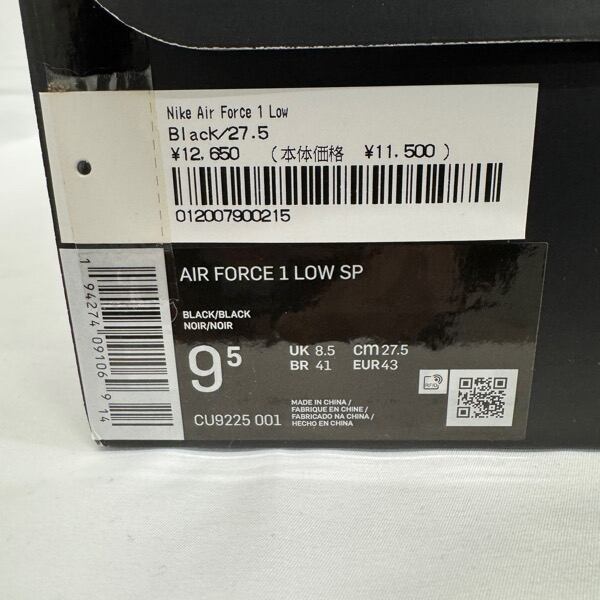 Nike Air Force 1 Low
Black/27.5
¥12,650 (本体価格 ¥11,500)
012007900215
AIR FORCE 1 LOW SP
BLACK/BLACK
NOIR/NOIR
9⁵ UK 8.5 cm 27.5
BR 41 EUR 43
RFID
CU9225 001
MADE IN CHINA /
FABRIQUE EN CHINE /
FABRICADO NA CHINA /
HECHO EN CHINA
1 94274 09106 9 14